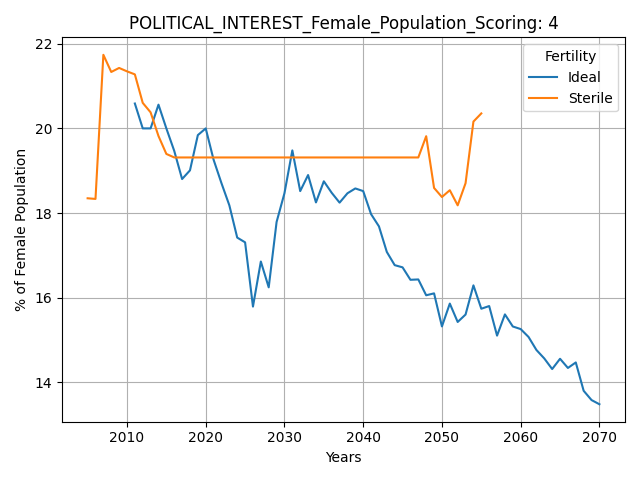 POLITICAL_INTEREST_Female_Population_Scoring: 4
Fertility
Ideal
Sterile
% of Female Population
22
20
18
16
14
2010 2020 2030 2040 2050 2060 2070
Years